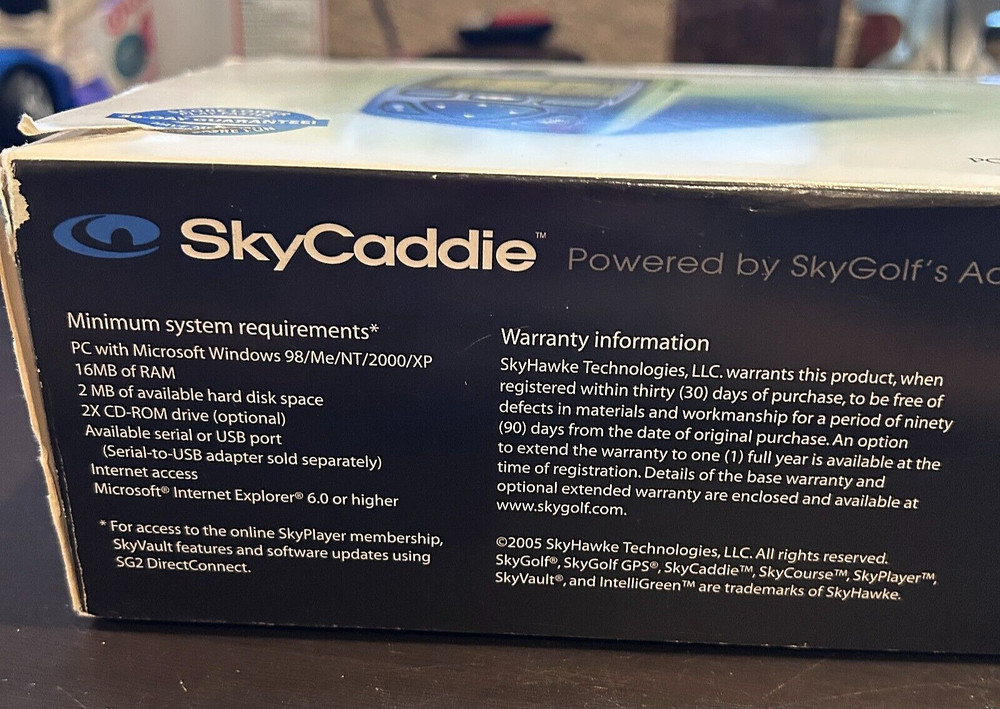 90-DAY GUARANTEE!
SkyCaddie™ Powered by SkyGolf's
Minimum system requirements*
PC with Microsoft Windows 98/Me/NT/2000/XP
16MB of RAM
2 MB of available hard disk space
2X CD-ROM drive (optional)
Available serial or USB port
(Serial-to-USB adapter sold separately)
Internet access
Microsoft® Internet Explorer® 6.0 or higher
* For access to the online SkyPlayer membership,
SkyVault features and software updates using
SG2 DirectConnect.
Warranty information
SkyHawke Technologies, LLC. warrants this product, when
registered within thirty (30) days of purchase, to be free of
defects in materials and workmanship for a period of ninety
(90) days from the date of original purchase. An option
to extend the warranty to one (1) full year is available at the
time of registration. Details of the base warranty and
optional extended warranty are enclosed and available at
www.skygolf.com.
©2005 SkyHawke Technologies, LLC. All rights reserved.
SkyGolf®, SkyGolf GPS®, SkyCaddie™, SkyCourse™, SkyPlayer™,
SkyVault®, and IntelliGreen™ are trademarks of SkyHawke.